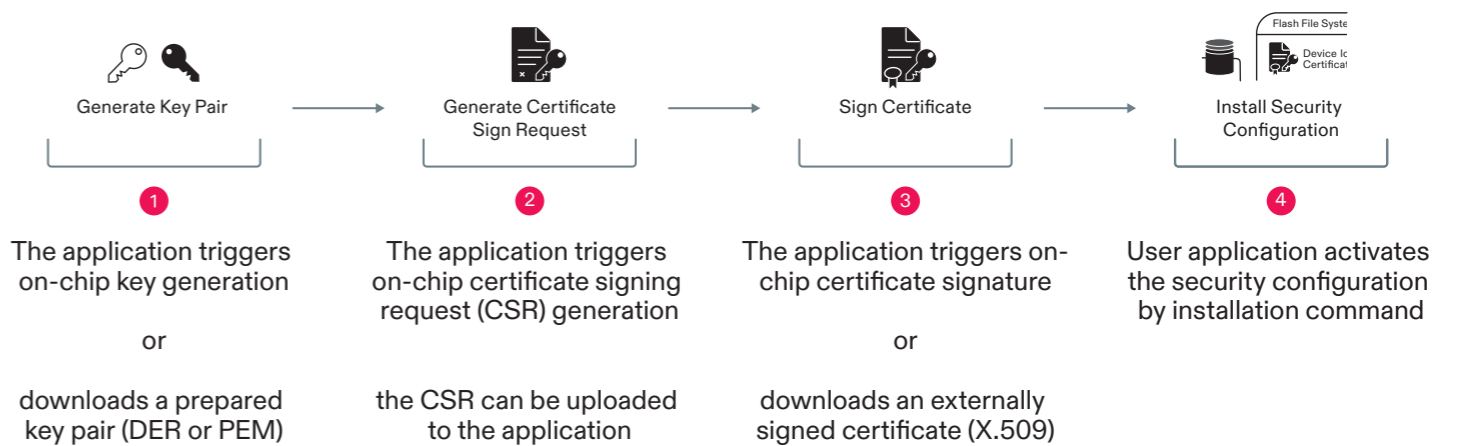 Generate Key Pair
Generate Certificate
Sign Request
Sign Certificate
Flash File Syste
Device Ic
Certificat
Install Security
Configuration
1
The application triggers
on-chip key generation
or
downloads a prepared
key pair (DER or PEM)
2
The application triggers
on-chip certificate signing
request (CSR) generation
the CSR can be uploaded
to the application
3
The application triggers on-
chip certificate signature
or
downloads an externally
signed certificate (X.509)
4
User application activates
the security configuration
by installation command